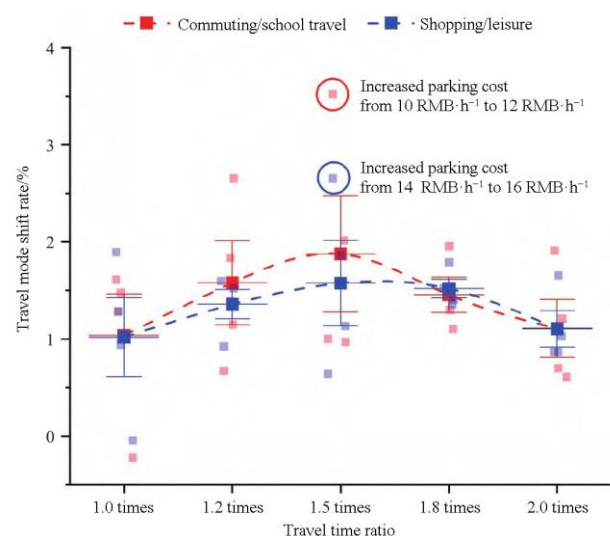 Commuting/school travel
Shopping/leisure
4
3
2
1
0
Travel mode shift rate/%
Increased parking cost
from 10 RMB·h⁻¹ to 12 RMB·h⁻¹
Increased parking cost
from 14 RMB·h⁻¹ to 16 RMB·h⁻¹
1.0 times
1.2 times
1.5 times
1.8 times
2.0 times
Travel time ratio